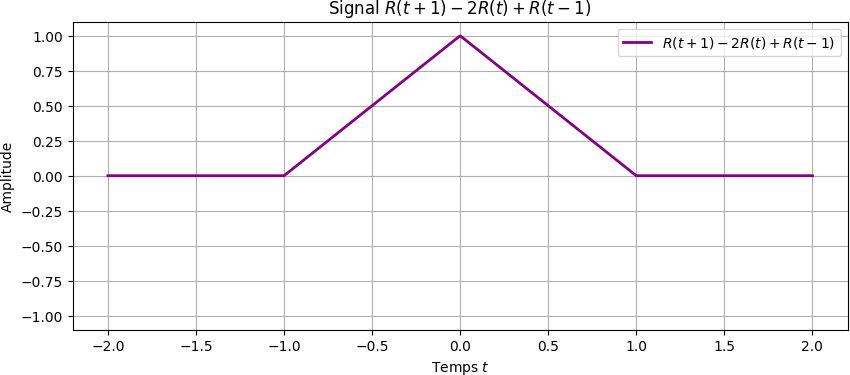 Signal R(t + 1) − 2R(t) + R(t − 1)
R(t + 1) − 2R(t) + R(t − 1)
1.00
0.75
0.50
0.25
0.00
−0.25
−0.50
−0.75
−1.00
Amplitude
−2.0 −1.5 −1.0 −0.5 0.0 0.5 1.0 1.5 2.0
Temps t